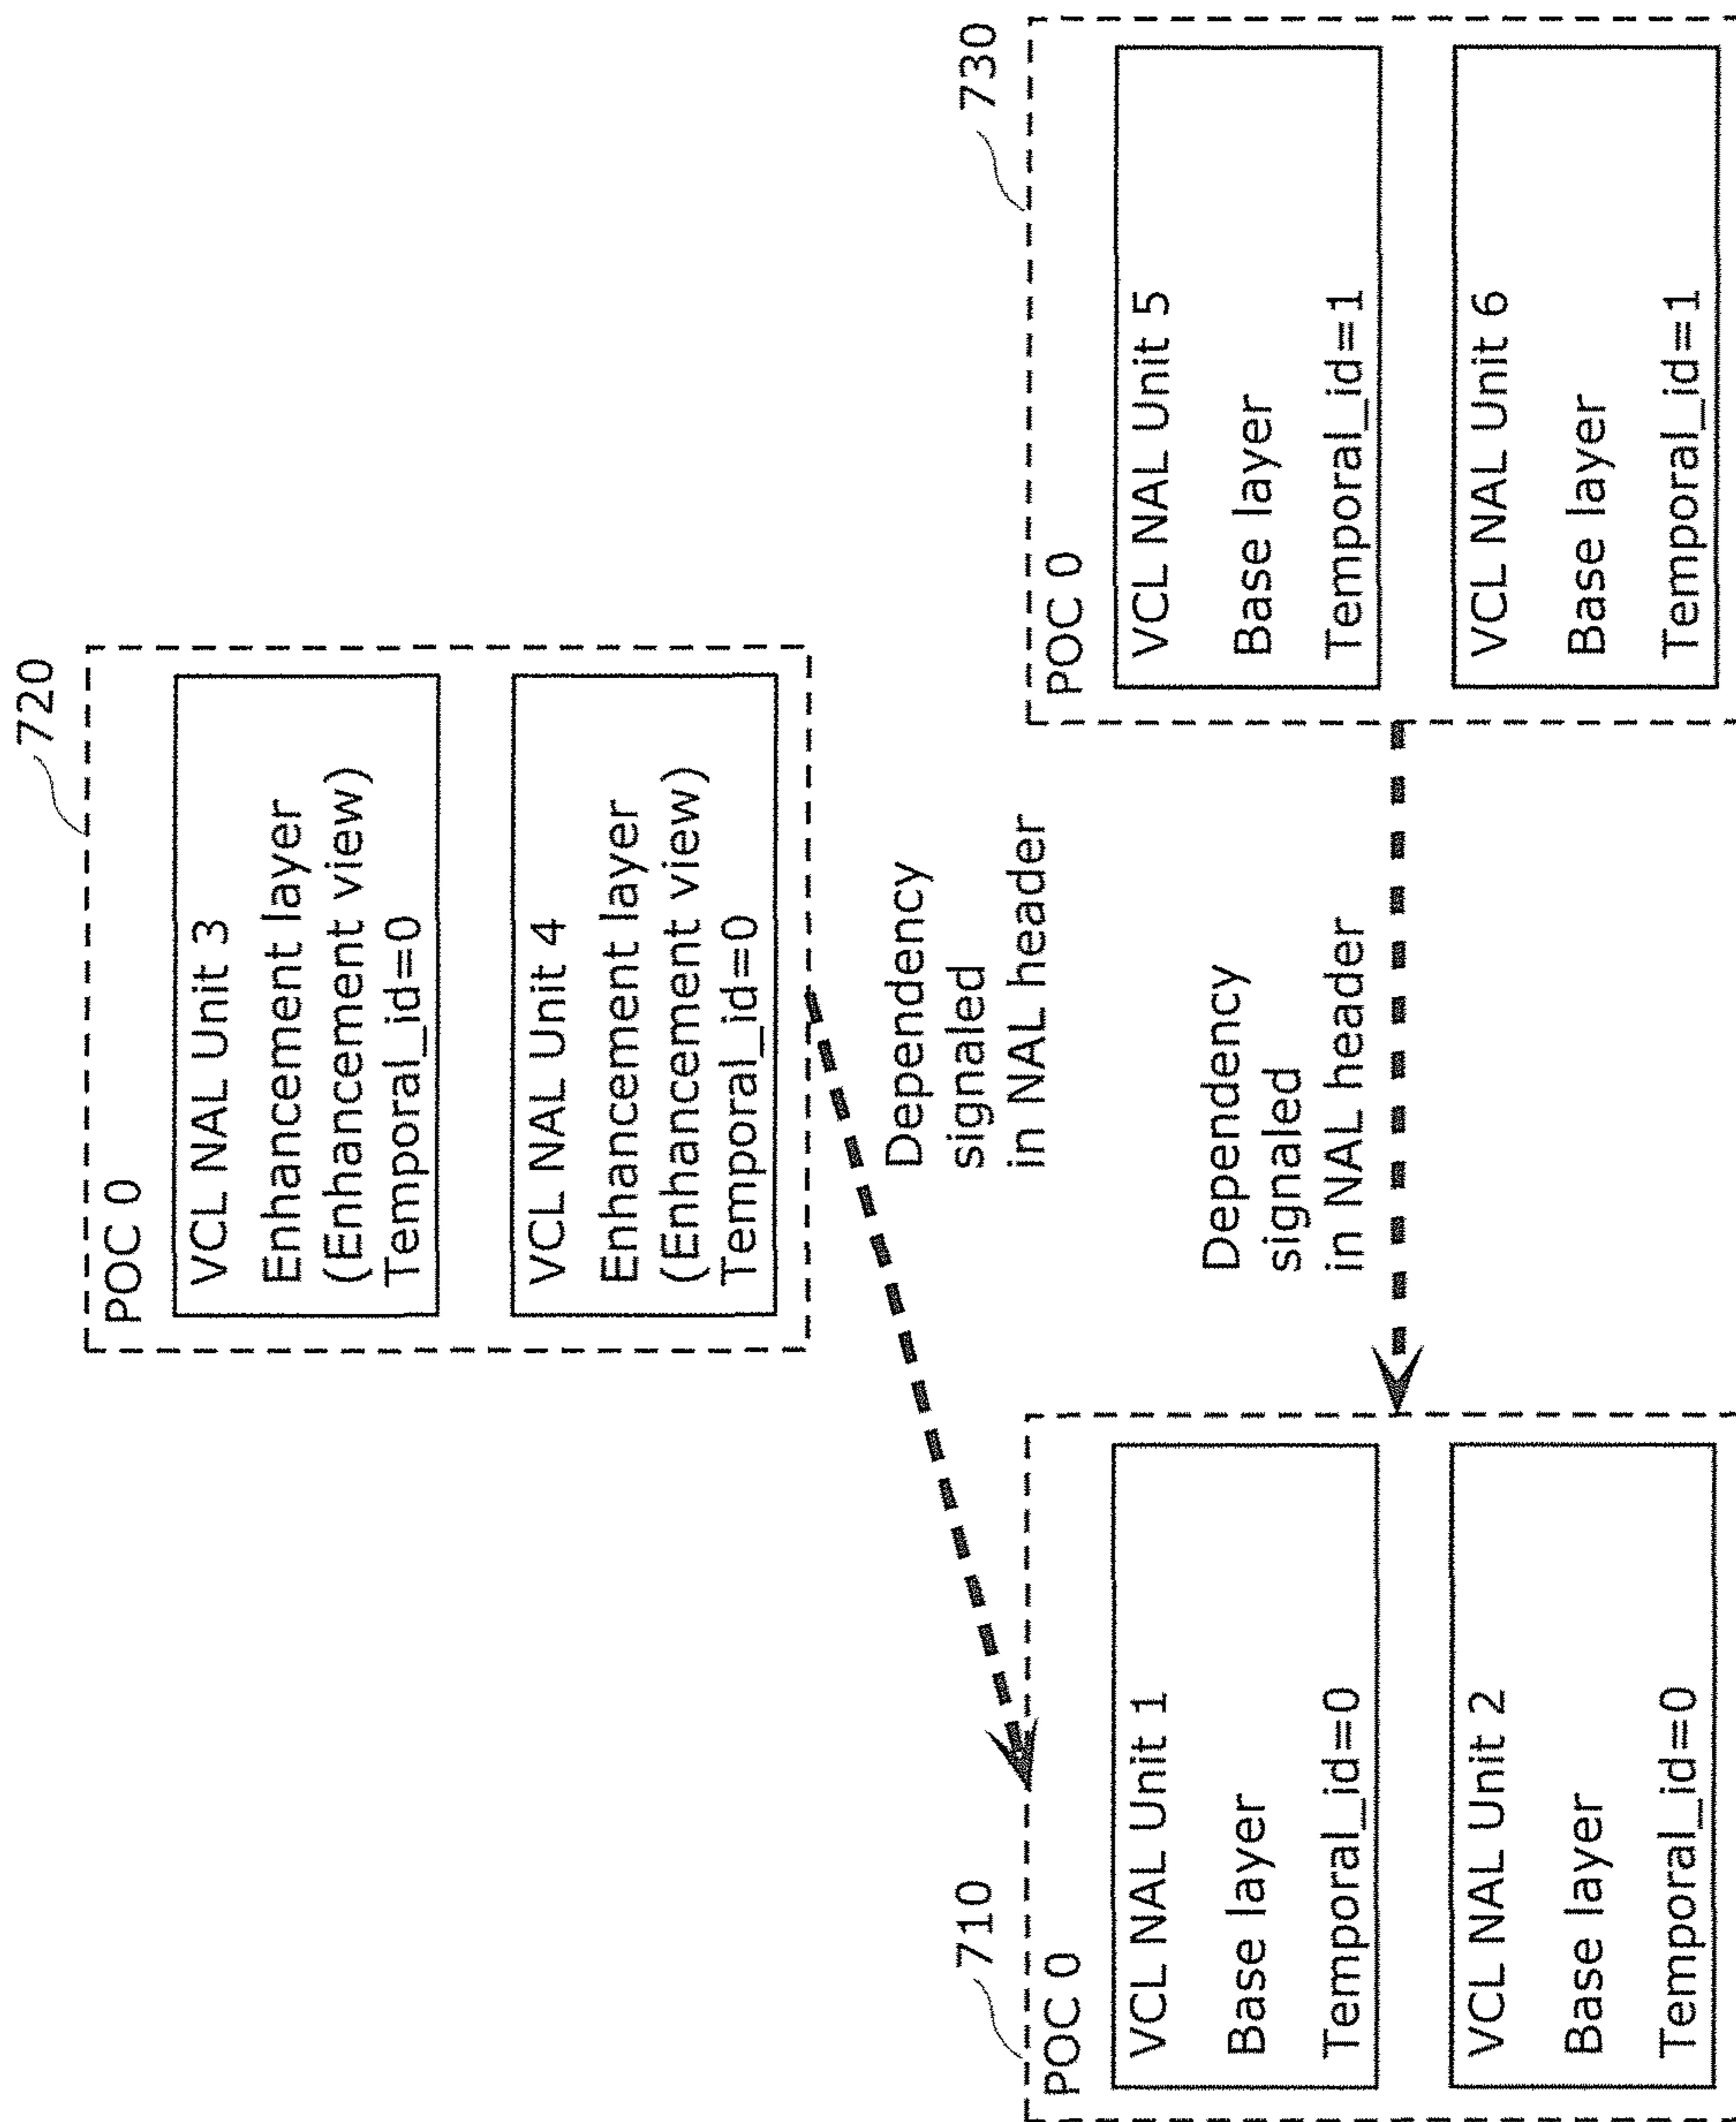 720
POC 0
VCL NAL Unit 3
Enhancement layer
(Enhancement view)
Temporal_id=0
VCL NAL Unit 4
Enhancement layer
(Enhancement view)
Temporal_id=0
Dependency
signaled
in NAL header
710
POC 0
VCL NAL Unit 1
Base layer
Temporal_id=0
VCL NAL Unit 2
Base layer
Temporal_id=0
Dependency
signaled
in NAL header
730
POC 0
VCL NAL Unit 5
Base layer
Temporal_id=1
VCL NAL Unit 6
Base layer
Temporal_id=1